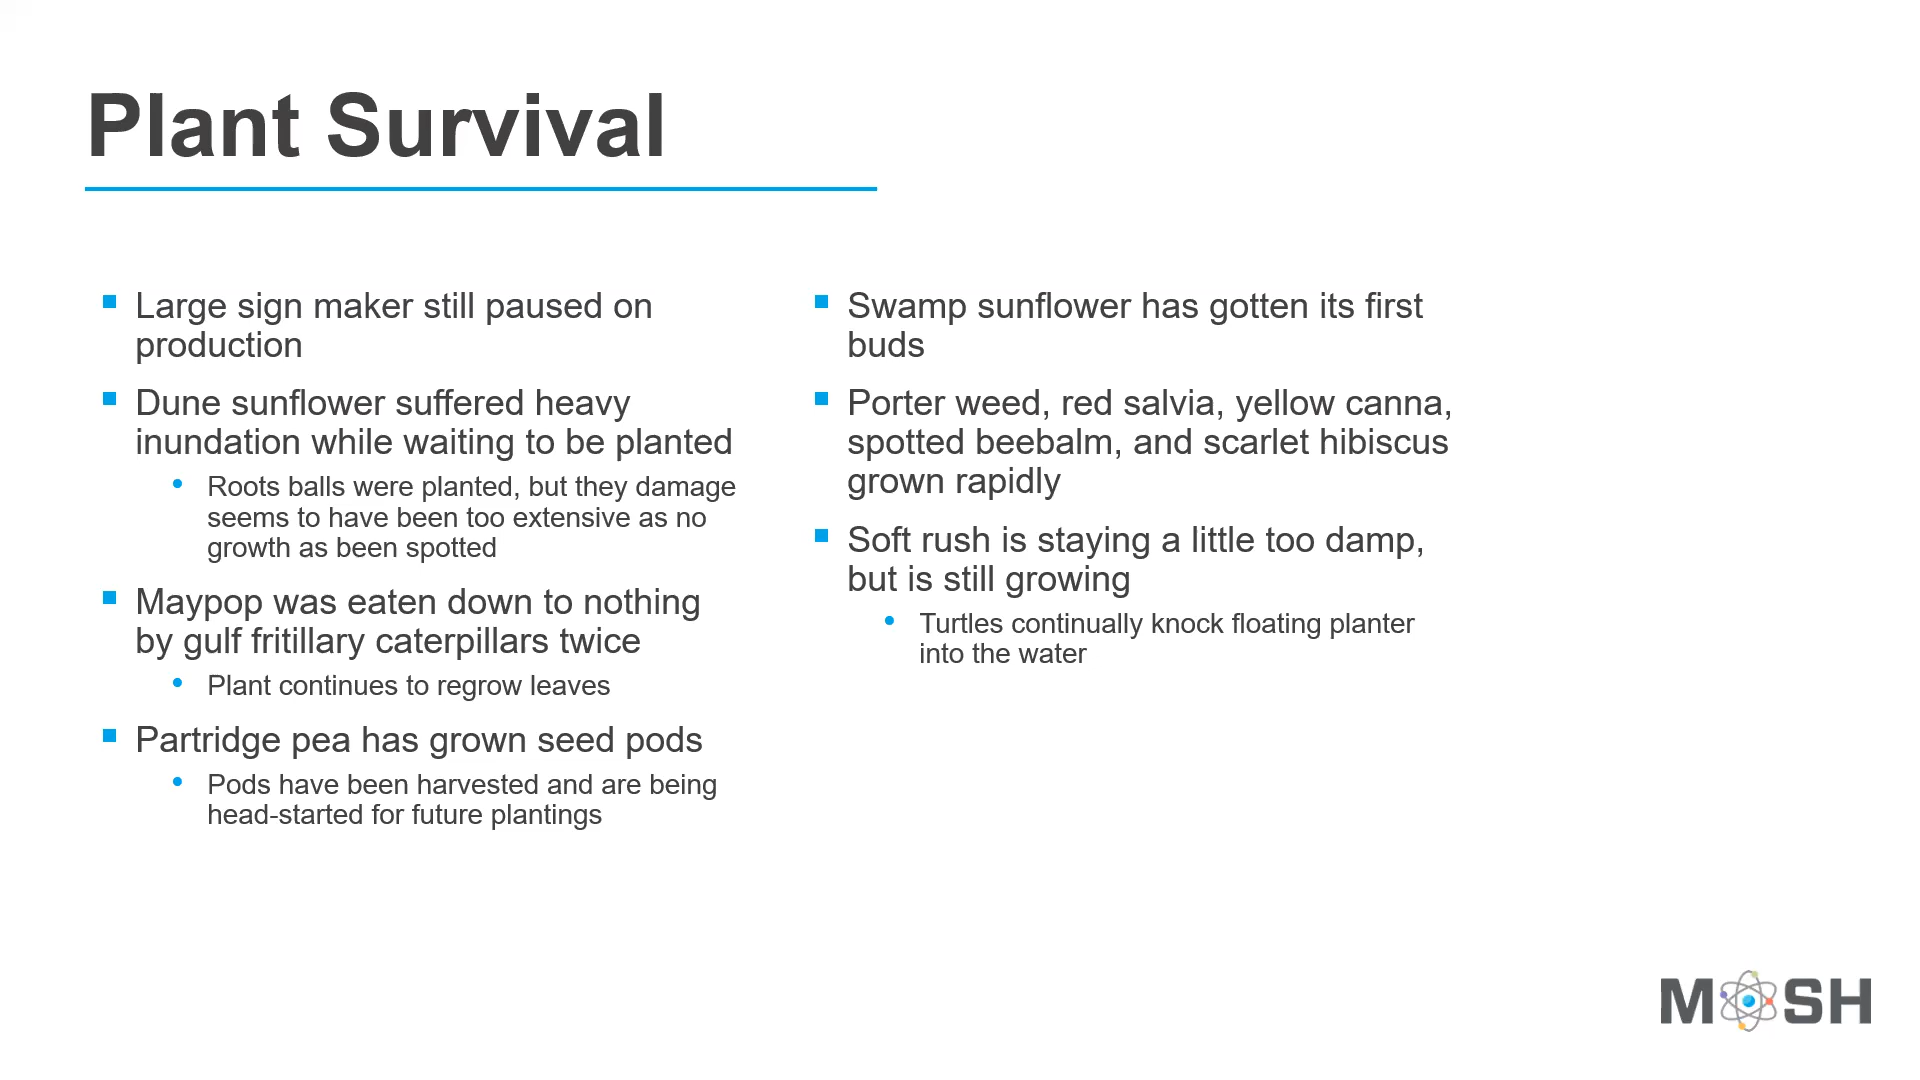 Plant Survival
Large sign maker still paused on
production
Dune sunflower suffered heavy
inundation while waiting to be planted
Roots balls were planted, but they damage
seems to have been too extensive as no
growth as been spotted
Maypop was eaten down to nothing
by gulf fritillary caterpillars twice
Plant continues to regrow leaves
Partridge pea has grown seed pods
Pods have been harvested and are being
head-started for future plantings
Swamp sunflower has gotten its first
buds
Porter weed, red salvia, yellow canna,
spotted beebalm, and scarlet hibiscus
grown rapidly
Soft rush is staying a little too damp,
but is still growing
Turtles continually knock floating planter
into the water
MOSH